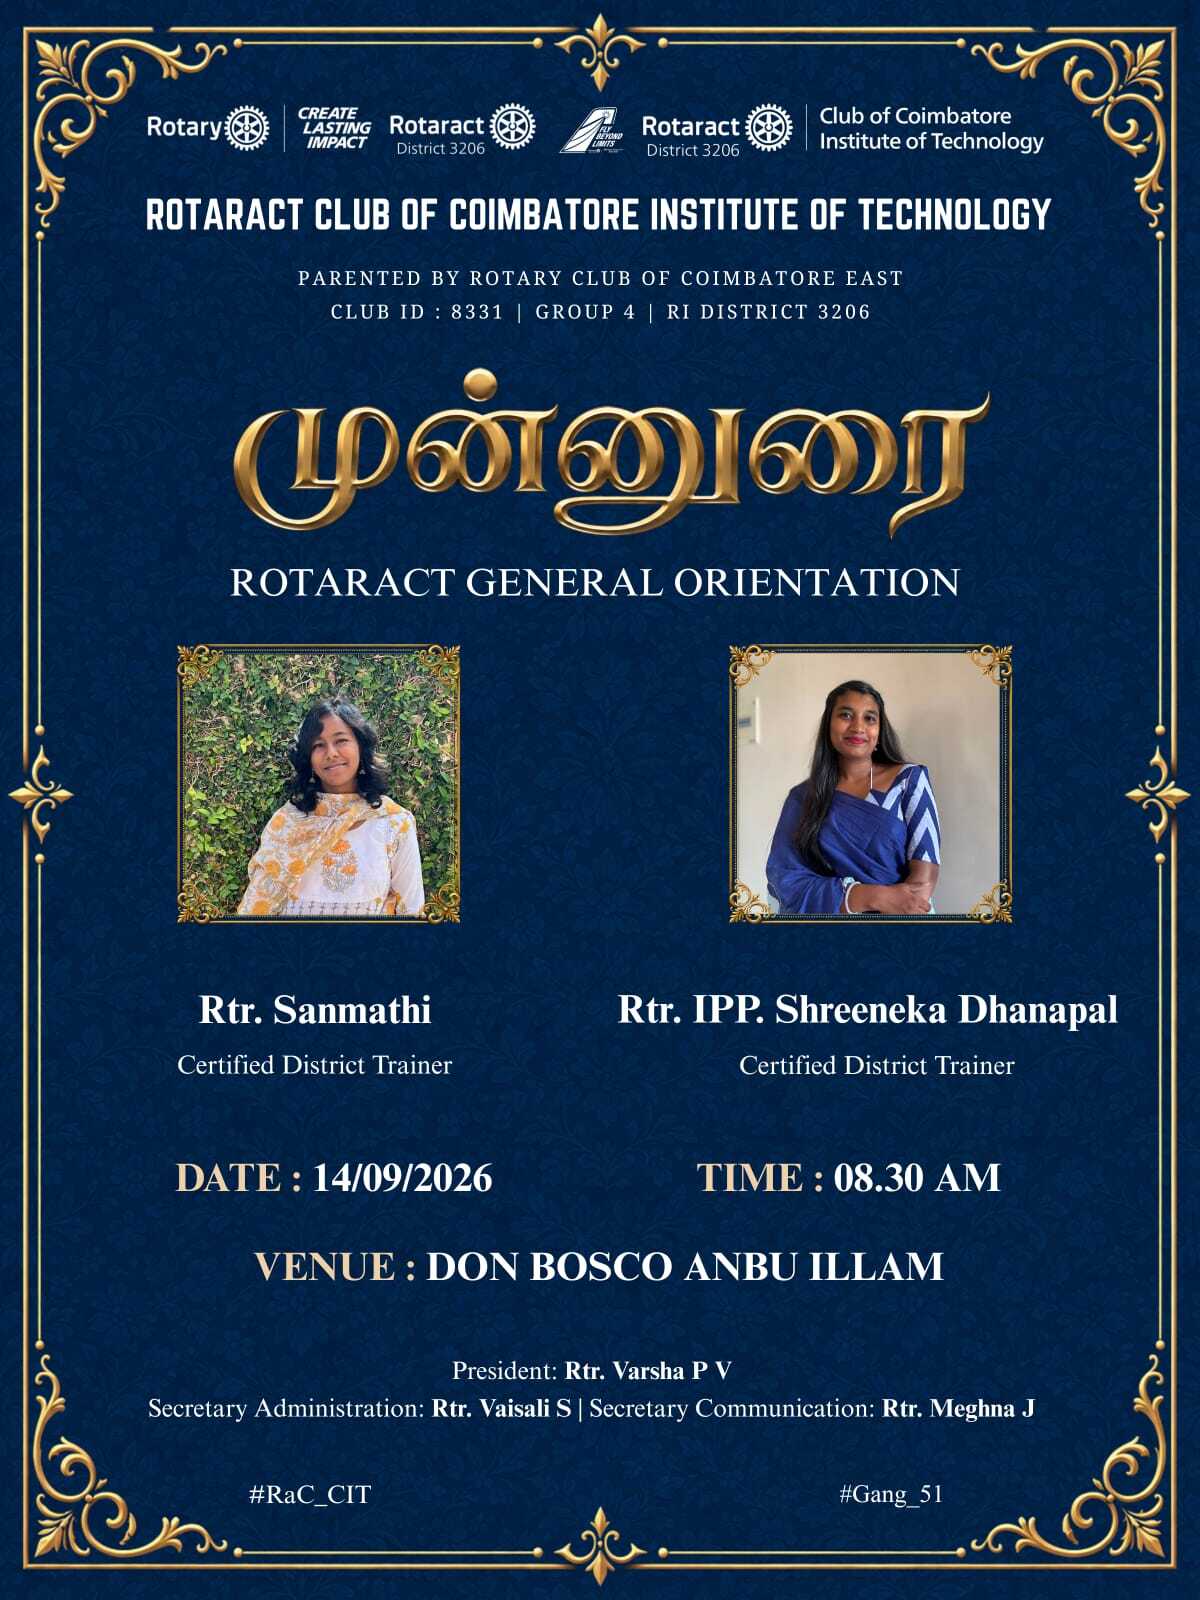 Rotary
CREATE
LASTING
IMPACT
Rotaract
District 3206
FLY
BEYOND
LIMITS
Rotaract
District 3206
Club of Coimbatore
Institute of Technology
ROTARACT CLUB OF COIMBATORE INSTITUTE OF TECHNOLOGY
PARENTED BY ROTARY CLUB OF COIMBATORE EAST
CLUB ID : 8331 | GROUP 4 | RI DISTRICT 3206
முன்னுரை
ROTARACT GENERAL ORIENTATION
Rtr. Sanmathi
Certified District Trainer
Rtr. IPP. Shreeneka Dhanapal
Certified District Trainer
DATE : 14/09/2026
TIME : 08.30 AM
VENUE : DON BOSCO ANBU ILLAM
President: Rtr. Varsha P V
Secretary Administration: Rtr. Vaisali S | Secretary Communication: Rtr. Meghna J
#RaC_CIT
#Gang_51